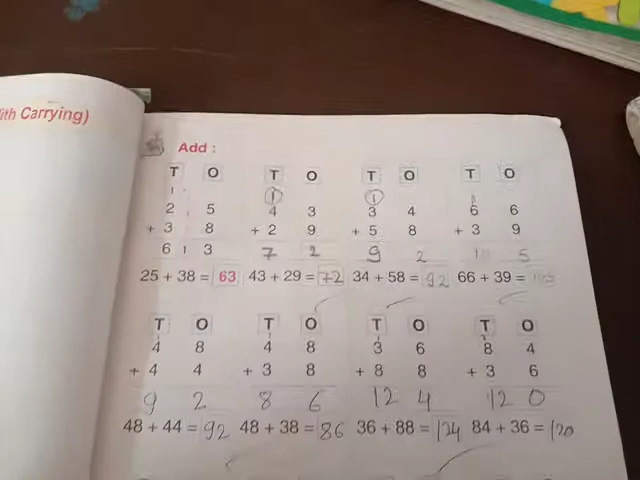 ith Carrying)
Add :
T O T O T O T O
1 1 1 1
2 5 4 3 3 4 6 6
+ 3 8 + 2 9 + 5 8 + 3 9
6 1 3 7 2 9 2 10 5
25 + 38 = 63 43 + 29 = 72 34 + 58 = 92 66 + 39 = 105
T O T O T O T O
4 8 4 8 3 6 8 4
+ 4 4 + 3 8 + 8 8 + 3 6
9 2 8 6 12 4 12 0
48 + 44 = 92 48 + 38 = 86 36 + 88 = 124 84 + 36 = 120